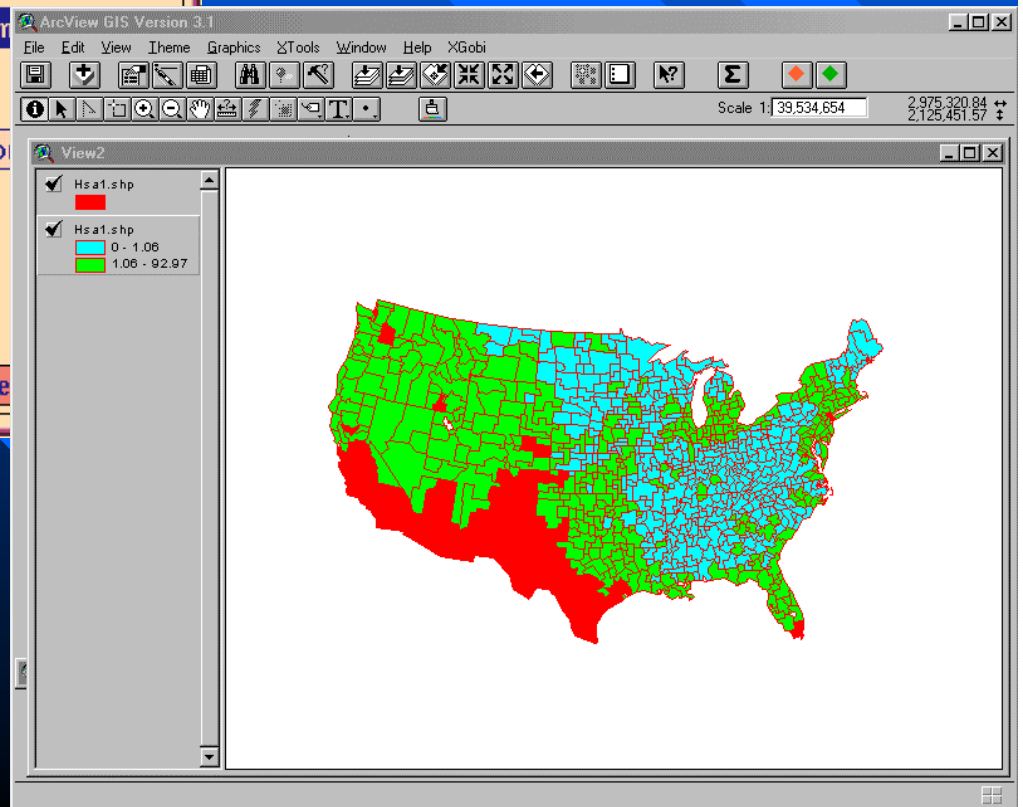 ArcView GIS Version 3.1
File Edit View Theme Graphics XTools Window Help XGobi
Scale 1: 39,534,654
2,975,320.84
2,125,451.57
View2
Hsa1.shp
Hsa1.shp
0 - 1.06
1.06 - 92.97